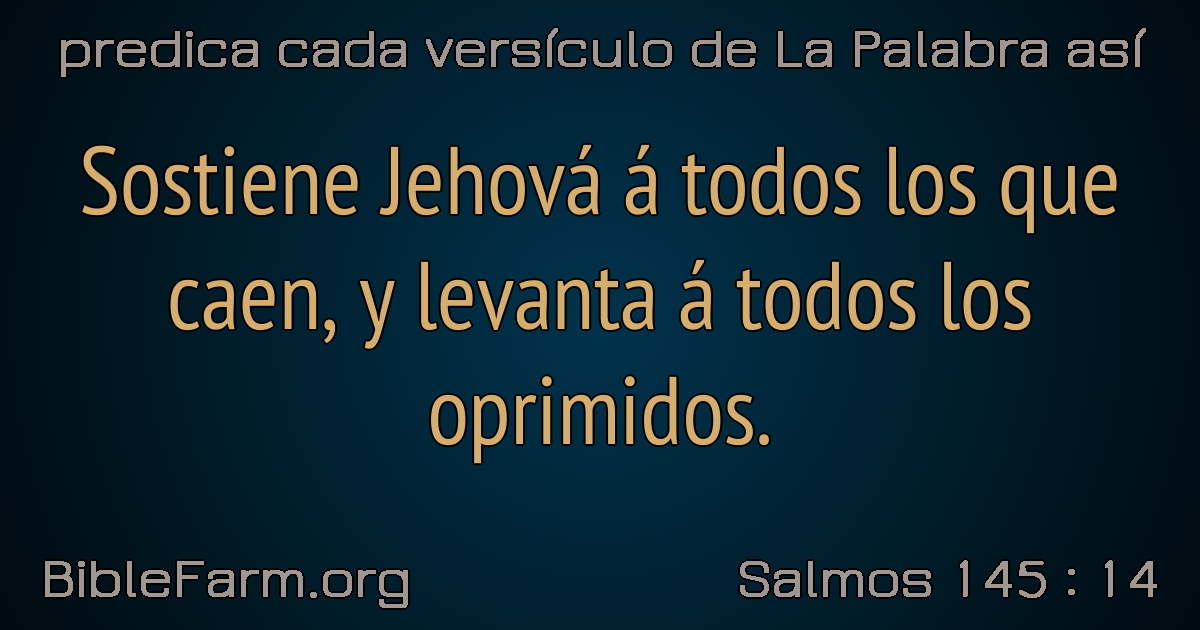 predica cada versículo de La Palabra así
Sostiene Jehová á todos los que
caen, y levanta á todos los
oprimidos.
BibleFarm.org
Salmos 145 : 14